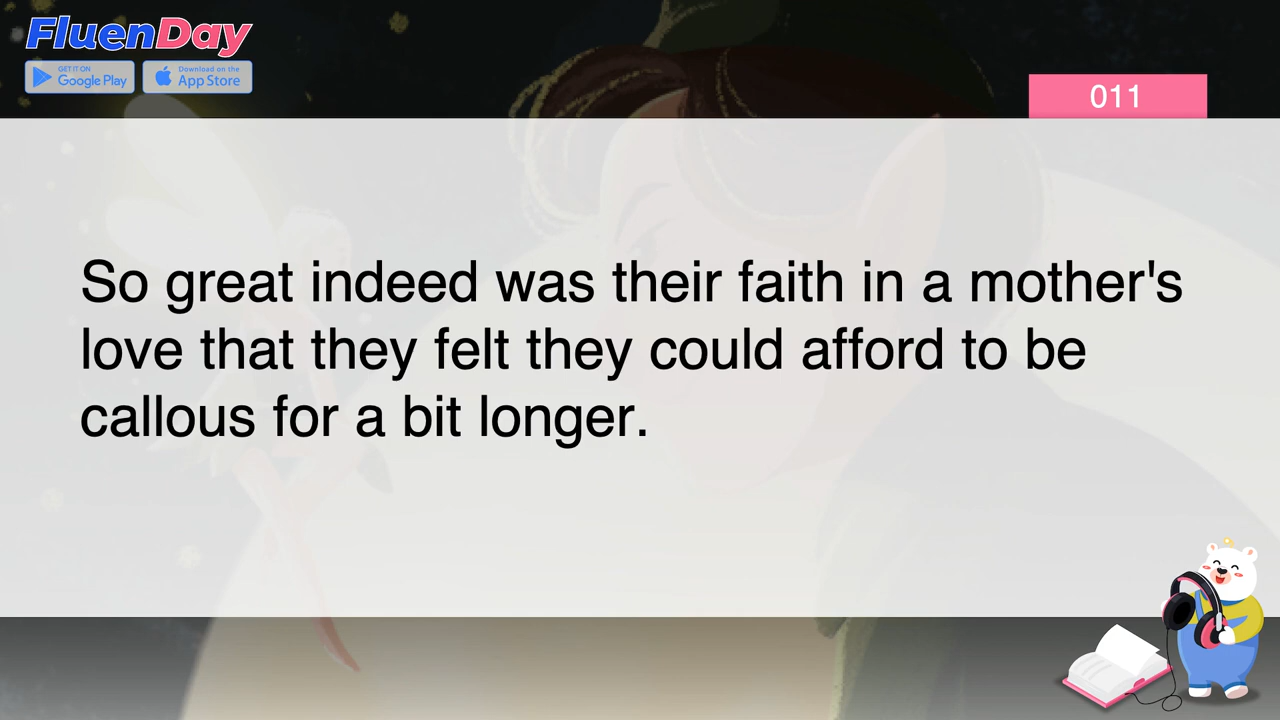 FluenDay
GET IT ON
Google Play
Download on the
App Store
011
So great indeed was their faith in a mother's
love that they felt they could afford to be
callous for a bit longer.